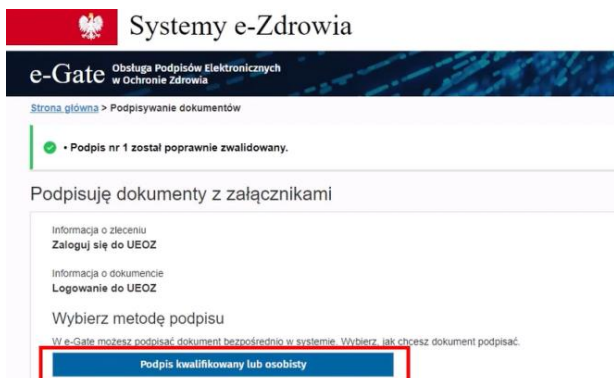 Systemy e-Zdrowia
e-Gate Obsługa Podpisów Elektronicznych
w Ochronie Zdrowia
Strona główna > Podpisywanie dokumentów
• Podpis nr 1 został poprawnie zwalidowany.
Podpisuję dokumenty z załącznikami
Informacja o zleceniu
Zaloguj się do UEOZ
Informacja o dokumencie
Logowanie do UEOZ
Wybierz metodę podpisu
W e-Gate możesz podpisać dokument bezpośrednio w systemie. Wybierz, jak chcesz dokument podpisać.
Podpis kwalifikowany lub osobisty